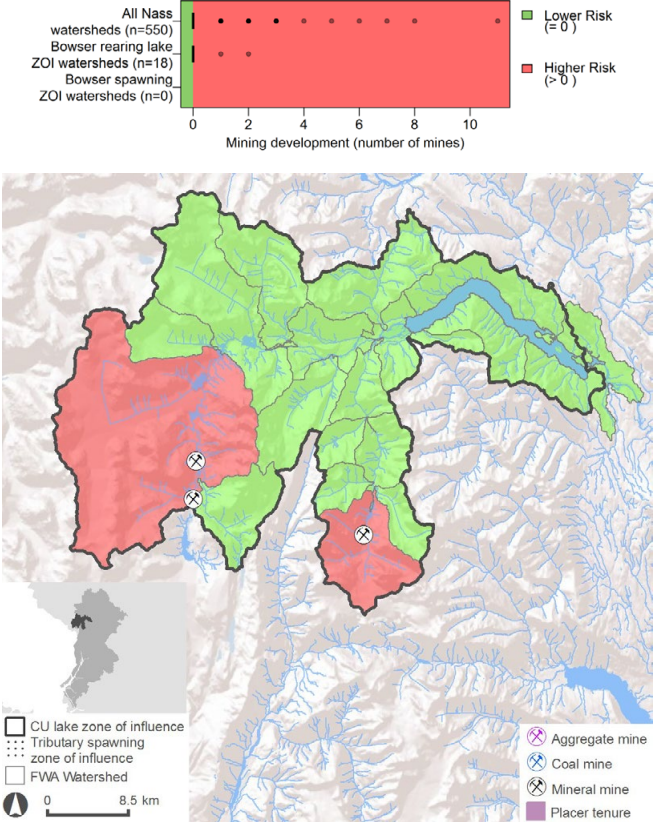 All Nass
watersheds (n=550)
Bowser rearing lake
ZOI watersheds (n=18)
Bowser spawning
ZOI watersheds (n=0)
0 2 4 6 8 10
Mining development (number of mines)
Lower Risk
(= 0 )
Higher Risk
(> 0 )
CU lake zone of influence
Tributary spawning
zone of influence
FWA Watershed
0 8.5 km
Aggregate mine
Coal mine
Mineral mine
Placer tenure